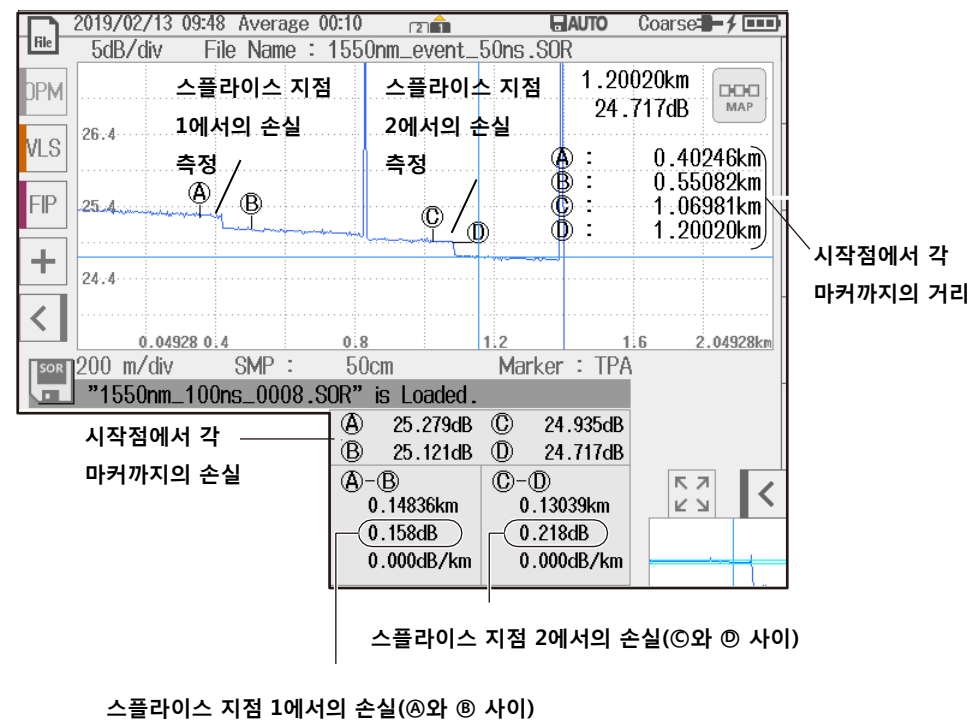 File
2019/02/13 09:48 Average 00:10
2 1
AUTO
Coarse
5dB/div File Name : 1550nm_event_50ns.SOR
OPM
VLS
FIP
+
스플라이스 지점
1에서의 손실
측정
스플라이스 지점
2에서의 손실
측정
1.20020km
24.717dB
MAP
26.4
25.4
24.4
Ⓐ
Ⓑ
Ⓒ
Ⓓ
Ⓐ : 0.40246km
Ⓑ : 0.55082km
Ⓒ : 1.06981km
Ⓓ : 1.20020km
시작점에서 각
마커까지의 거리
0.04928 0.4 0.8 1.2 1.6 2.04928km
200 m/div SMP : 50cm Marker : TPA
SOR
"1550nm_100ns_0008.SOR" is Loaded.
시작점에서 각
마커까지의 손실
Ⓐ 25.279dB Ⓒ 24.935dB
Ⓑ 25.121dB Ⓓ 24.717dB
Ⓐ-Ⓑ Ⓒ-Ⓓ
0.14836km 0.13039km
0.158dB 0.218dB
0.000dB/km 0.000dB/km
스플라이스 지점 2에서의 손실(Ⓒ와 Ⓓ 사이)
스플라이스 지점 1에서의 손실(Ⓐ와 Ⓑ 사이)